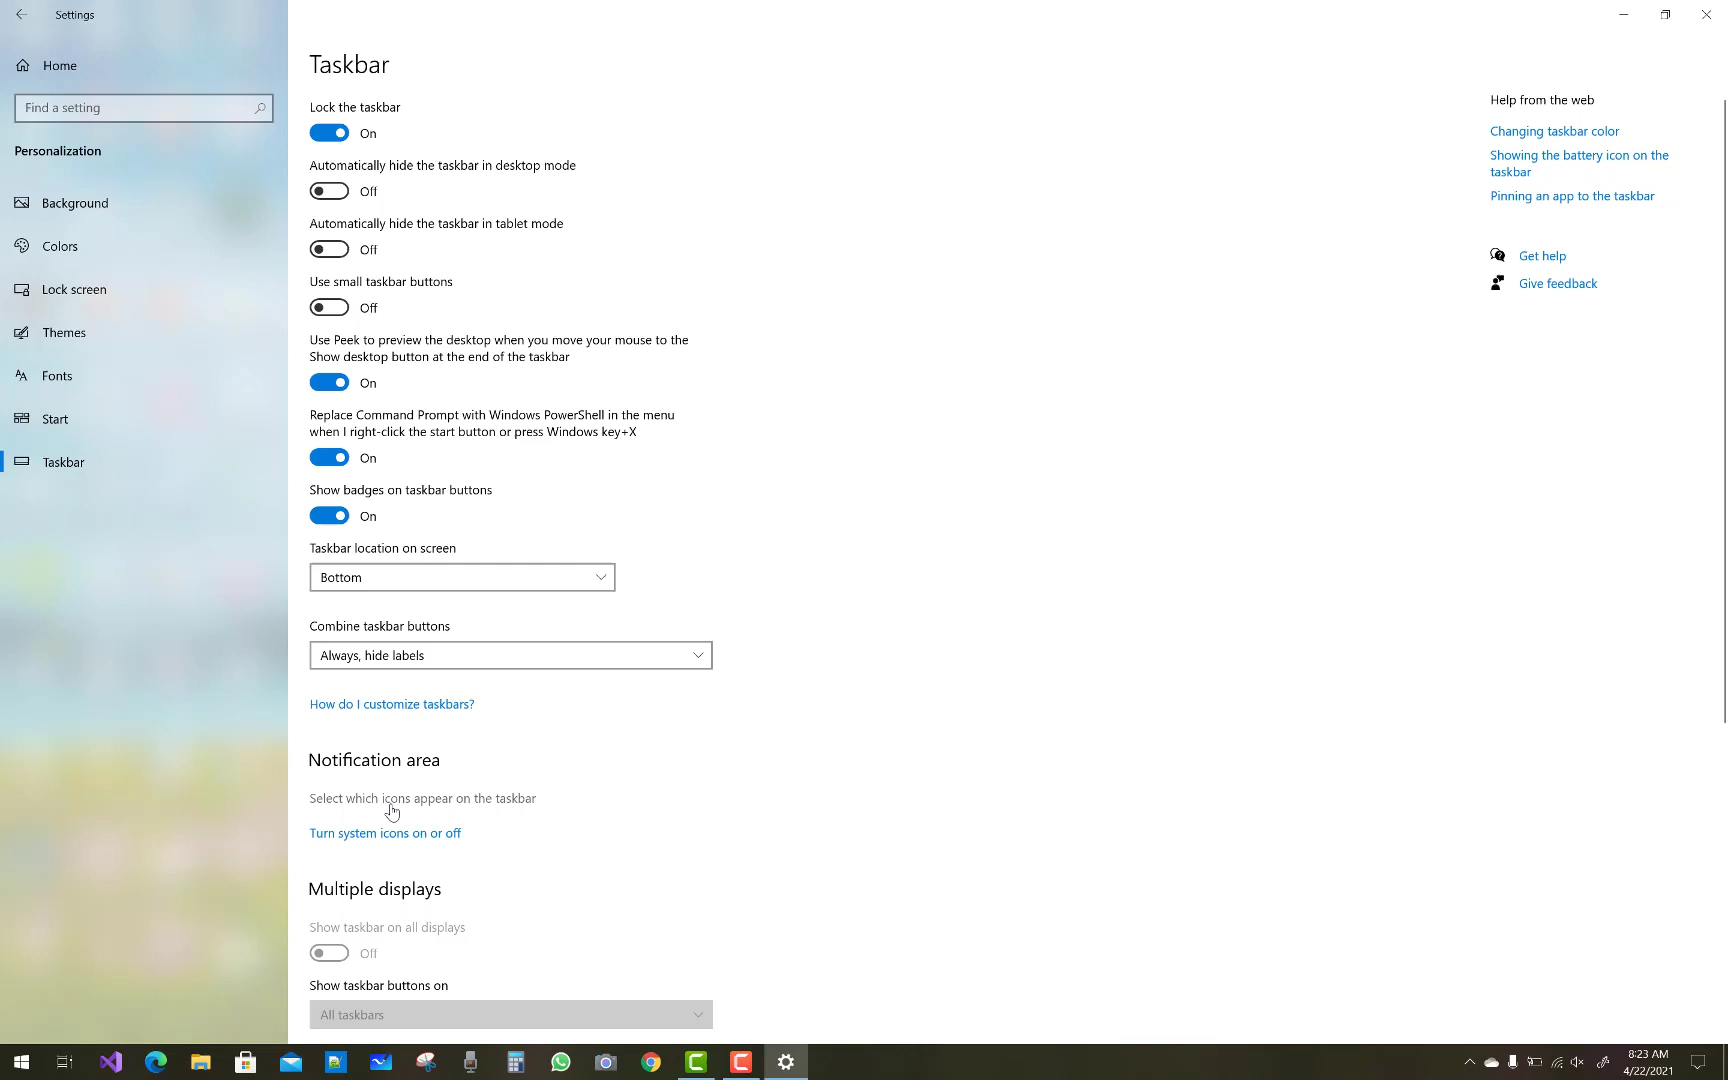 Settings
Home
Find a setting
Personalization
Background
Colors
Lock screen
Themes
Fonts
Start
Taskbar
Taskbar
Lock the taskbar
On
Automatically hide the taskbar in desktop mode
Off
Automatically hide the taskbar in tablet mode
Off
Use small taskbar buttons
Off
Use Peek to preview the desktop when you move your mouse to the
Show desktop button at the end of the taskbar
On
Replace Command Prompt with Windows PowerShell in the menu
when I right-click the start button or press Windows key+X
On
Show badges on taskbar buttons
On
Taskbar location on screen
Bottom
Combine taskbar buttons
Always, hide labels
How do I customize taskbars?
Notification area
Select which icons appear on the taskbar
Turn system icons on or off
Multiple displays
Show taskbar on all displays
Off
Show taskbar buttons on
All taskbars
Help from the web
Changing taskbar color
Showing the battery icon on the
taskbar
Pinning an app to the taskbar
Get help
Give feedback
8:23 AM
4/22/2021